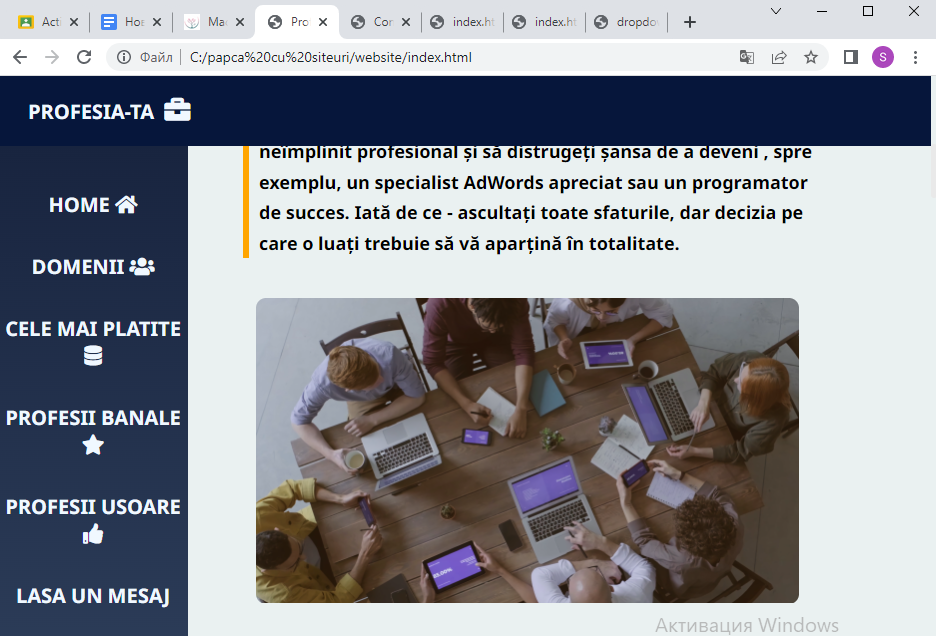 Acti
Ho
Ma
Pro
Cor
index.ht
index.ht
dropdo
Файл
C:/papca%20cu%20siteuri/website/index.html
S
PROFESIA-TA
HOME
DOMENII
CELE MAI PLATITE
PROFESII BANALE
PROFESII USOARE
LASA UN MESAJ
neîmplinit profesional și să distrugeți șansa de a deveni , spre
exemplu, un specialist AdWords apreciat sau un programator
de succes. Iată de ce - ascultați toate sfaturile, dar decizia pe
care o luați trebuie să vă aparțină în totalitate.
Активация Windows